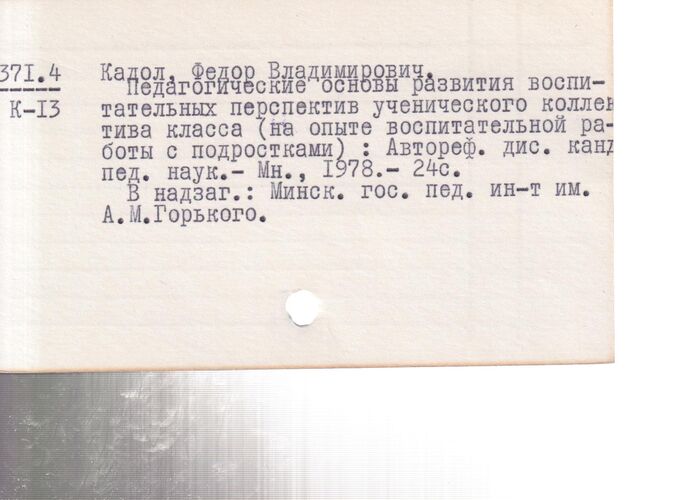 371.4 Кадол, Федор Владимирович.
Педагогические основы развития воспи-
К-13 тательных перспектив ученического коллек
тива класса (на опыте воспитательной ра-
боты с подростками) : Автореф. дис. канд
пед. наук.- Мн., 1978.- 24с.
В надзаг.: Минск. гос. пед. ин-т им.
А.М.Горького.